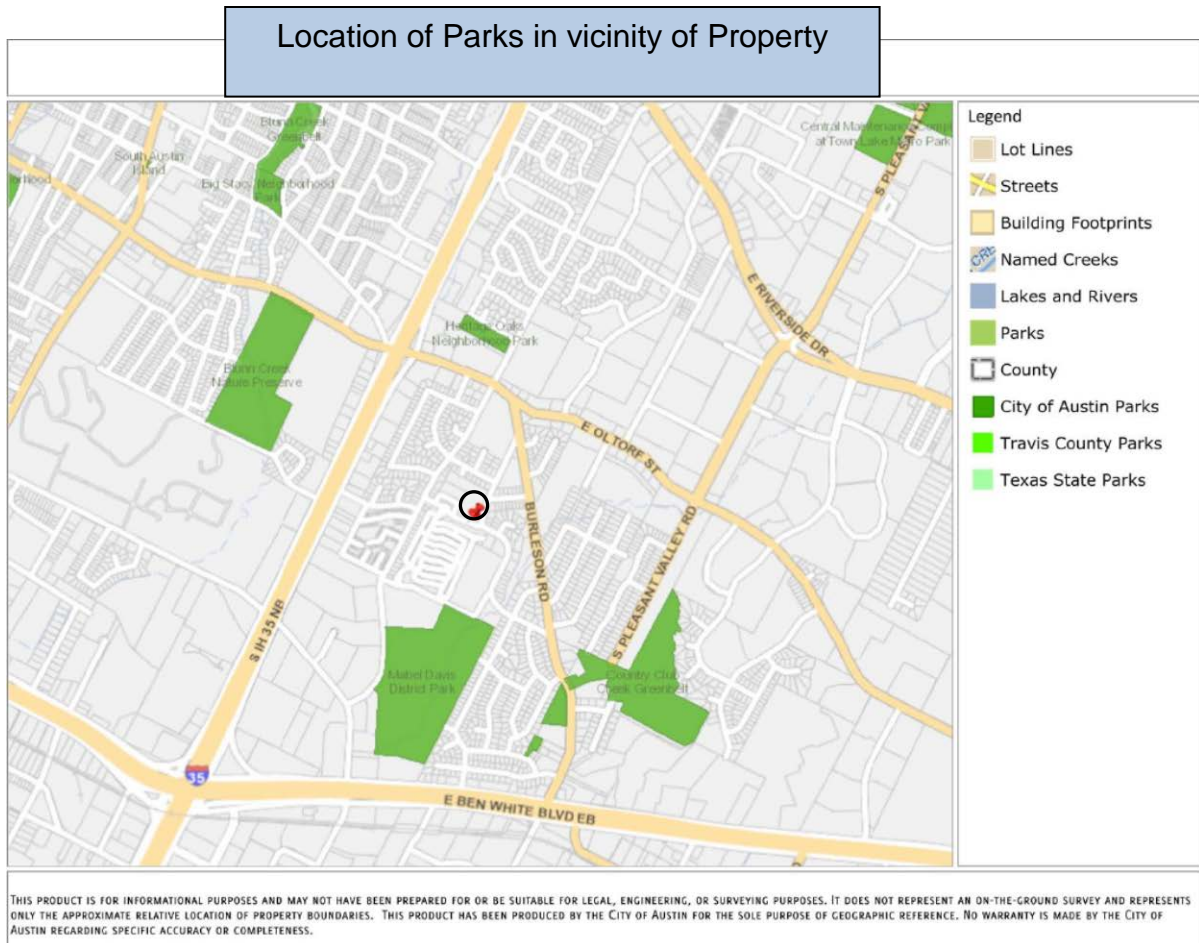 Location of Parks in vicinity of Property
Blunn Creek
Greenbelt
South Austin
Island
Big Stacy Neighborhood
Park
Central Maintenance Comp
at Town Lake Metro Park
S PLEASANT V
E RIVERSIDE DR
Heritage Oaks
Neighborhood Park
Blunn Creek
Nature Preserve
E OLTORF ST
BURLESON RD
S PLEASANT VALLEY RD
S IH 35 NB
Mabel Davis
District Park
Country Club
Creek Greenbelt
35
E BEN WHITE BLVD EB
Legend
Lot Lines
Streets
Building Footprints
CRE
Named Creeks
Lakes and Rivers
Parks
County
City of Austin Parks
Travis County Parks
Texas State Parks
THIS PRODUCT IS FOR INFORMATIONAL PURPOSES AND MAY NOT HAVE BEEN PREPARED FOR OR BE SUITABLE FOR LEGAL, ENGINEERING, OR SURVEYING PURPOSES. IT DOES NOT REPRESENT AN ON-THE-GROUND SURVEY AND REPRESENTS
ONLY THE APPROXIMATE RELATIVE LOCATION OF PROPERTY BOUNDARIES. THIS PRODUCT HAS BEEN PRODUCED BY THE CITY OF AUSTIN FOR THE SOLE PURPOSE OF GEOGRAPHIC REFERENCE. NO WARRANTY IS MADE BY THE CITY OF
AUSTIN REGARDING SPECIFIC ACCURACY OR COMPLETENESS.